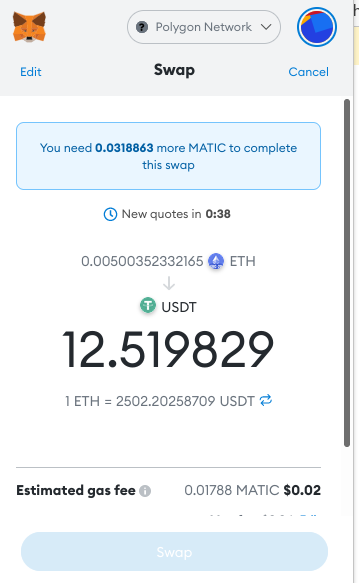 Polygon Network
Edit
Swap
Cancel
You need 0.0318863 more MATIC to complete
this swap
New quotes in 0:38
0.00500352332165 ETH
USDT
12.519829
1 ETH = 2502.20258709 USDT
Estimated gas fee 0.01788 MATIC $0.02
Swap